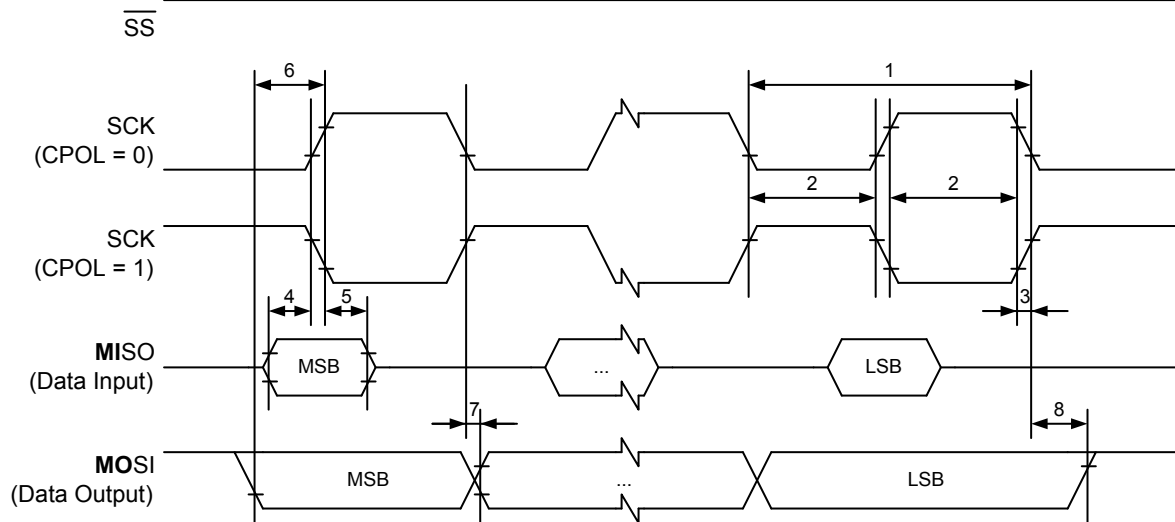 SS
6
1
SCK
(CPOL = 0)
2
2
SCK
(CPOL = 1)
4
5
3
MISO
(Data Input)
MSB
...
LSB
7
8
MOSI
(Data Output)
MSB
...
LSB